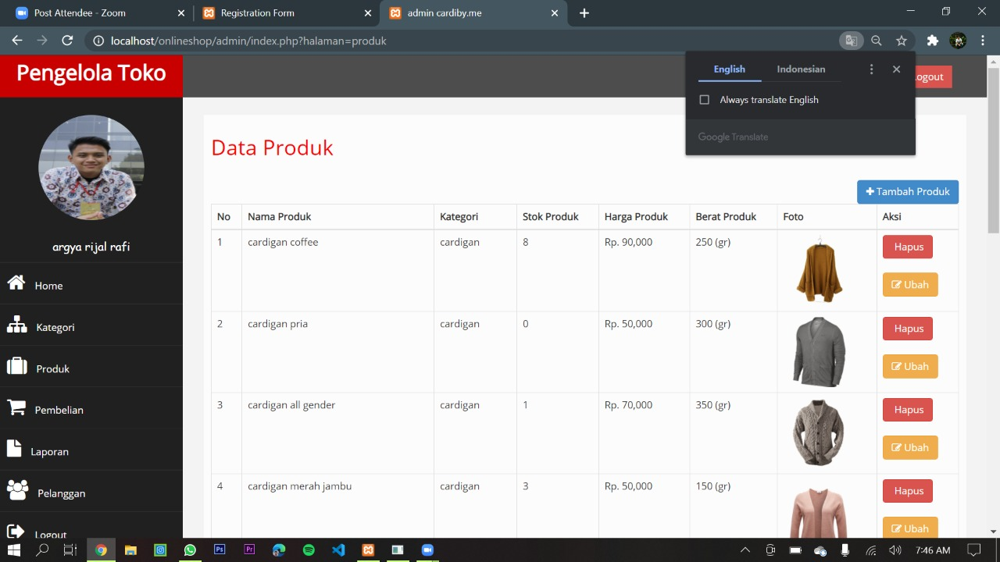 Post Attendee - Zoom
Registration Form
admin cardiby.me
localhost/onlineshop/admin/index.php?halaman=produk
Pengelola Toko
English
Indonesian
Always translate English
Google Translate
ogout
argya rijal rafi
Home
Kategori
Produk
Pembelian
Laporan
Pelanggan
Logout
Data Produk
Tambah Produk
No Nama Produk Kategori Stok Produk Harga Produk Berat Produk Foto Aksi
1 cardigan coffee cardigan 8 Rp. 90,000 250 (gr) Hapus
Ubah
2 cardigan pria cardigan 0 Rp. 50,000 300 (gr) Hapus
Ubah
3 cardigan all gender cardigan 1 Rp. 70,000 350 (gr) Hapus
Ubah
4 cardigan merah jambu cardigan 3 Rp. 50,000 150 (gr) Hapus
Ubah
Ps
Pr
7:46 AM